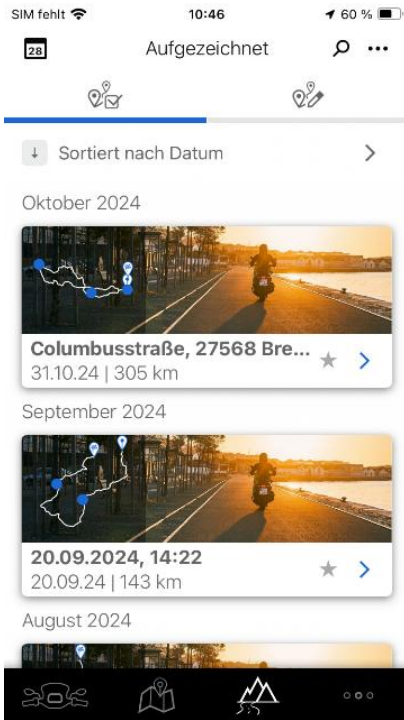 SIM fehlt 10:46 60 %
28 Aufgezeichnet
Sortiert nach Datum
Oktober 2024
Columbusstraße, 27568 Bre...
31.10.24 | 305 km
September 2024
20.09.2024, 14:22
20.09.24 | 143 km
August 2024